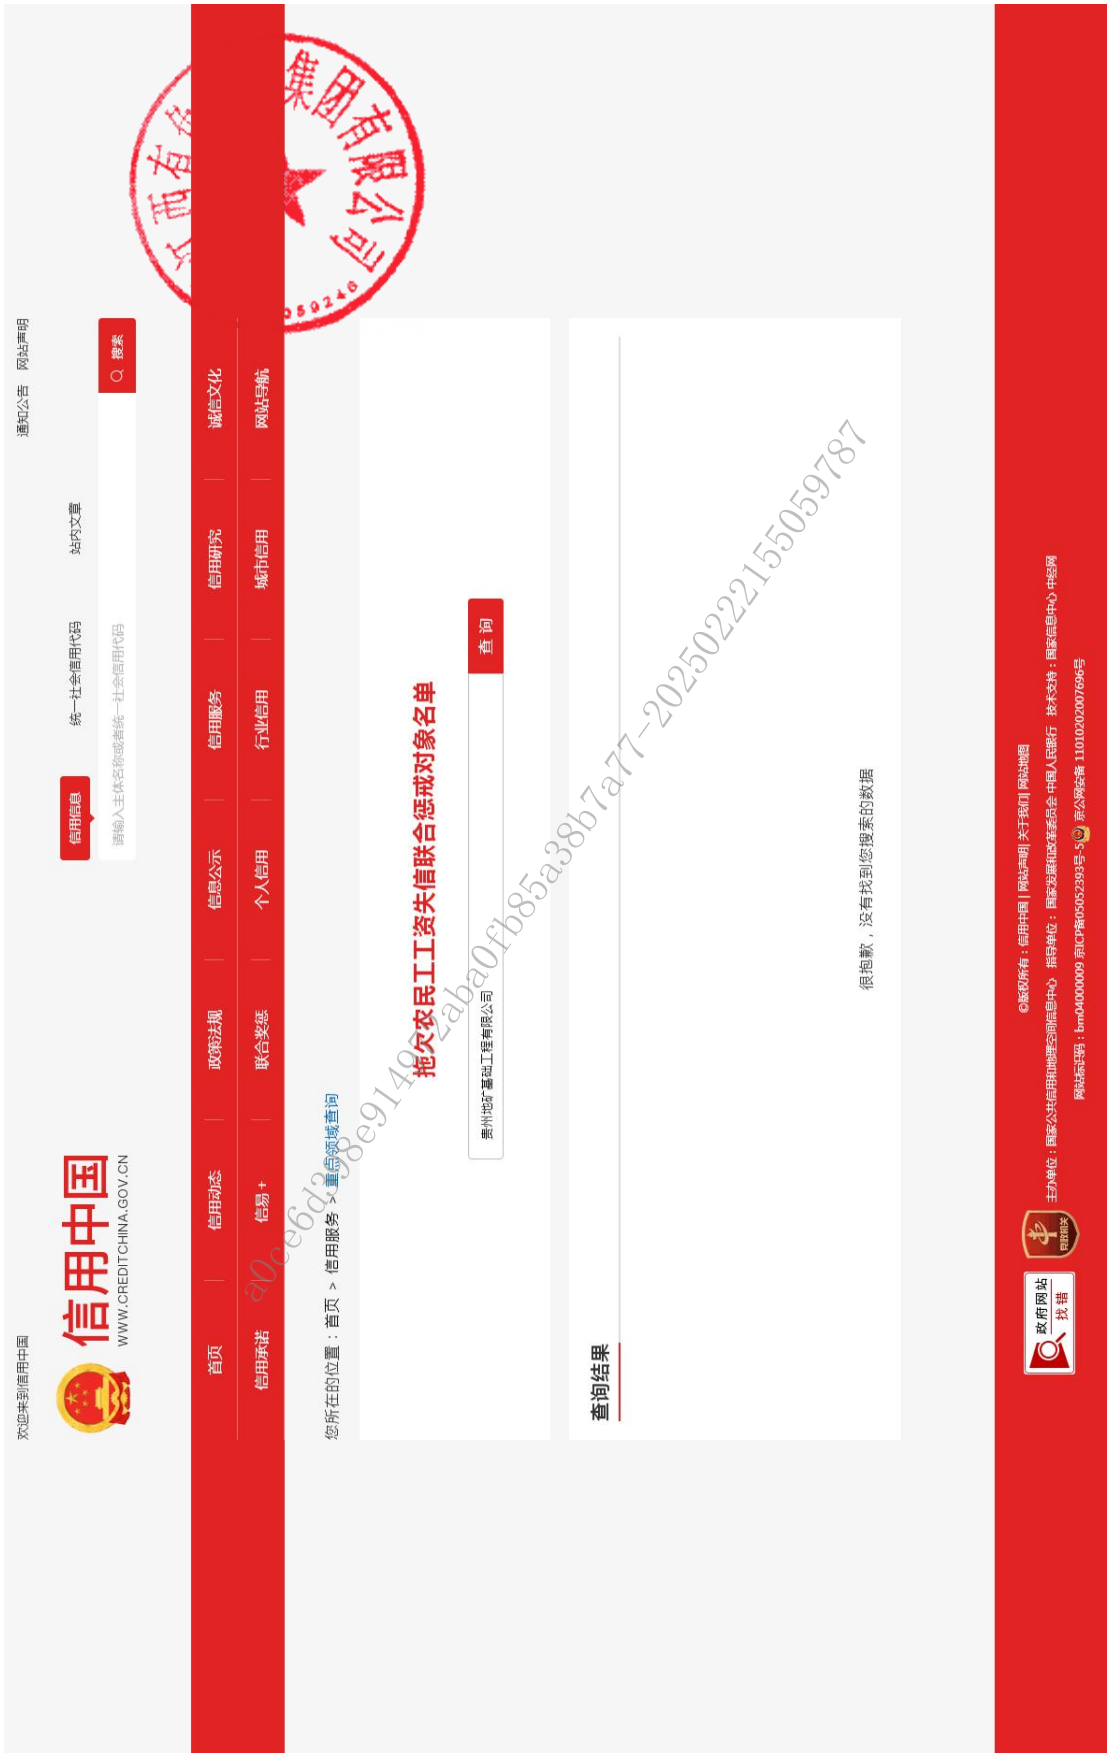 欢迎来到信用中国
通知公告 网站声明
信用中国
WWW.CREDITCHINA.GOV.CN
信用信息 统一社会信用代码 站内文章
请输入主体名称或者统一社会信用代码
搜索
首页 信用动态 政策法规 信息公示 信用服务 信用研究 诚信文化
信用承诺 信易+ 联合奖惩 个人信用 行业信用 城市信用 网站导航
集团有限公司
您所在的位置：首页 > 信用服务 > 重点领域查询
拖欠农民工工资失信联合惩戒对象名单
贵州地矿基础工程有限公司
查询
查询结果
很抱歉，没有找到您搜索的数据
政府网站
找错
党政机关
©版权所有：信用中国 | 网站声明| 关于我们| 网站地图
主办单位：国家公共信用和地理空间信息中心 指导单位：国家发展和改革委员会 中国人民银行 技术支持：国家信息中心 中经网
网站标识码：bm04000009 京ICP备05052393号-5 京公网安备 11010202007696号